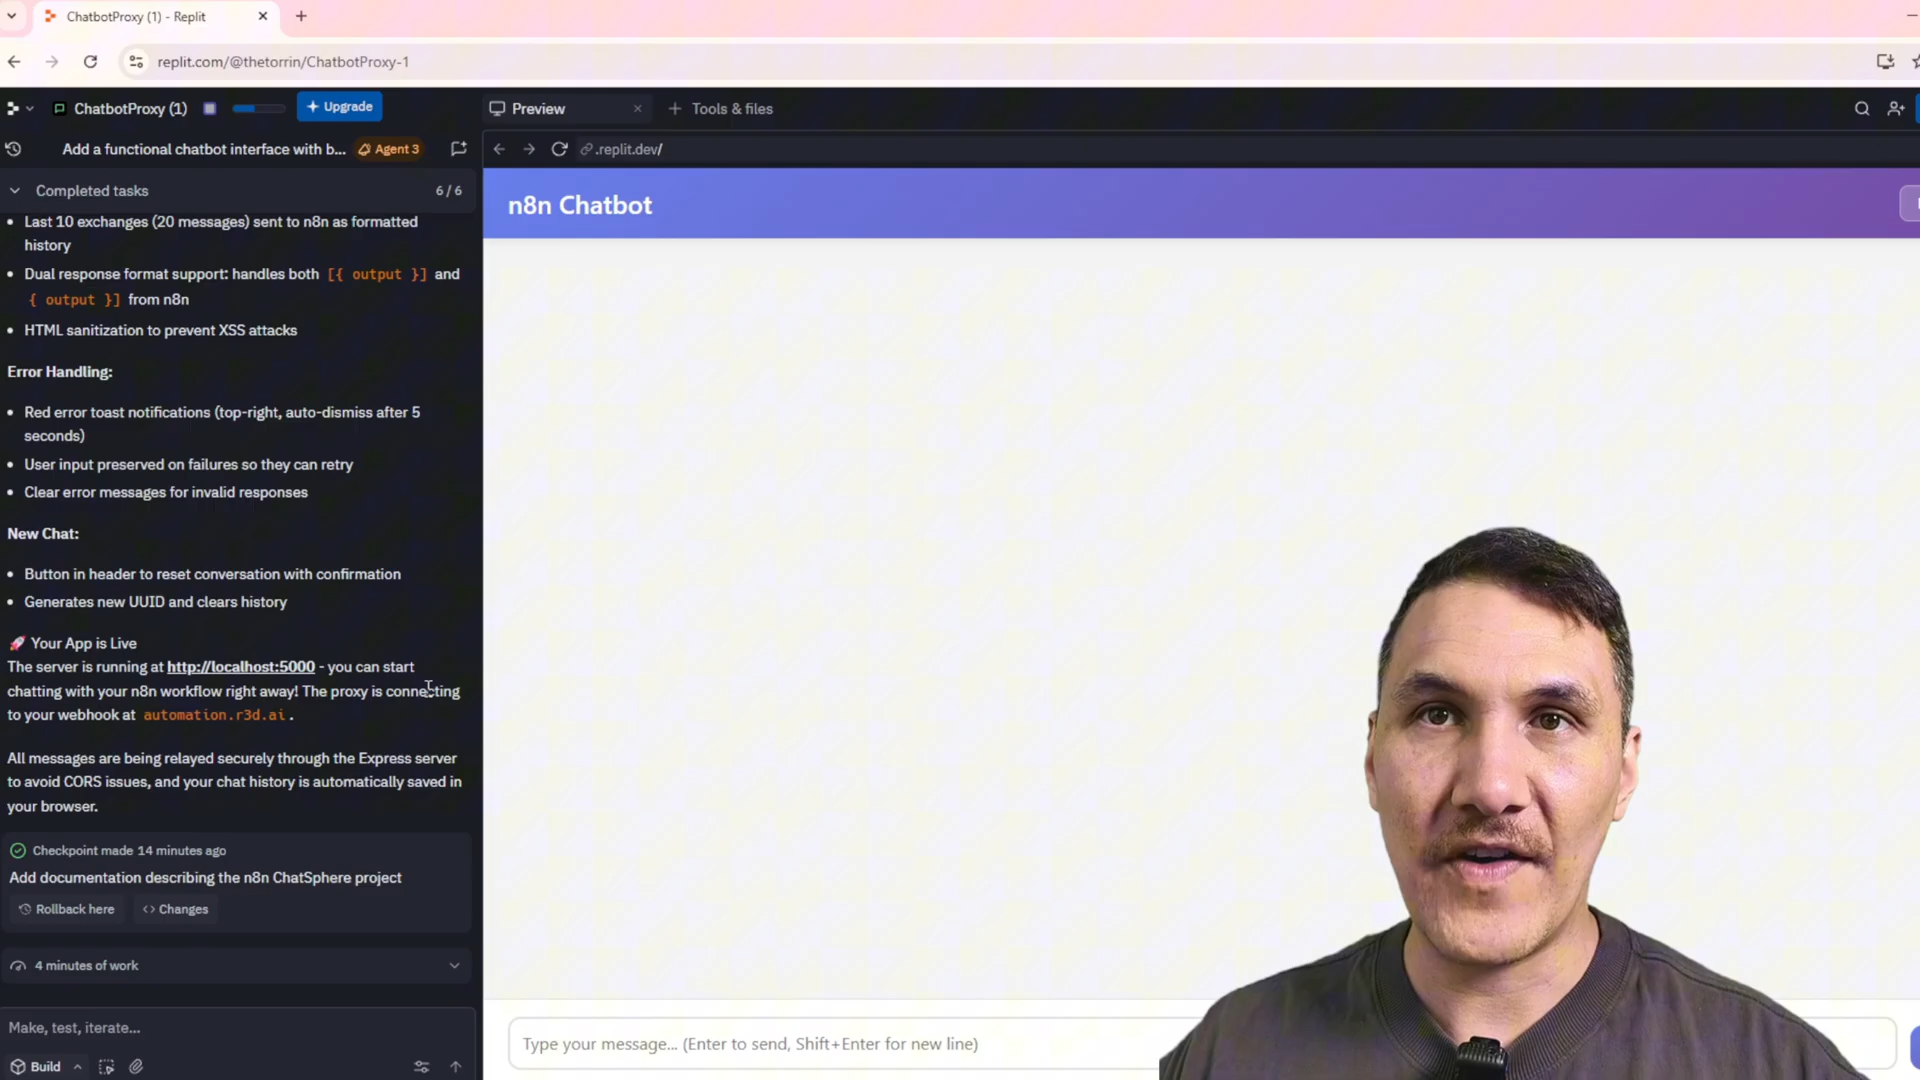 ChatbotProxy (1) - Replit
replit.com/@thetorrin/ChatbotProxy-1
ChatbotProxy (1)
Upgrade
Preview
Tools & files
Add a functional chatbot interface with b...
Agent 3
.replit.dev/
Completed tasks
6 / 6
n8n Chatbot
Last 10 exchanges (20 messages) sent to n8n as formatted
history
Dual response format support: handles both [{ output }] and
{ output }] from n8n
HTML sanitization to prevent XSS attacks
Error Handling:
Red error toast notifications (top-right, auto-dismiss after 5
seconds)
User input preserved on failures so they can retry
Clear error messages for invalid responses
New Chat:
Button in header to reset conversation with confirmation
Generates new UUID and clears history
🚀 Your App is Live
The server is running at http://localhost:5000 - you can start
chatting with your n8n workflow right away! The proxy is connecting
to your webhook at automation.r3d.ai .
All messages are being relayed securely through the Express server
to avoid CORS issues, and your chat history is automatically saved in
your browser.
Checkpoint made 14 minutes ago
Add documentation describing the n8n ChatSphere project
Rollback here
Changes
4 minutes of work
Make, test, iterate...
Type your message... (Enter to send, Shift+Enter for new line)
Build